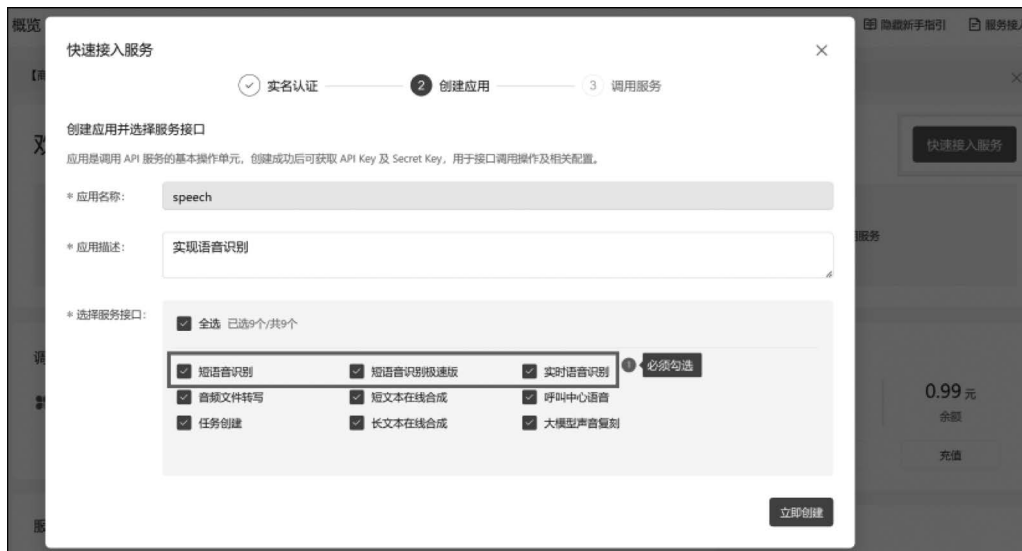 概览
隐藏新手指引 服务接入
快速接入服务
实名认证 2 创建应用 3 调用服务
创建应用并选择服务接口
应用是调用 API 服务的基本操作单元，创建成功后可获取 API Key 及 Secret Key，用于接口调用操作及相关配置。
快速接入服务
* 应用名称： speech
* 应用描述： 实现语音识别
服务
* 选择服务接口： 全选 已选9个/共9个
短语音识别 短语音识别极速版 实时语音识别 1 必须勾选
音频文件转写 短文本在线合成 呼叫中心语音
任务创建 长文本在线合成 大模型声音复刻
调
0.99 元
余额
充值
立即创建